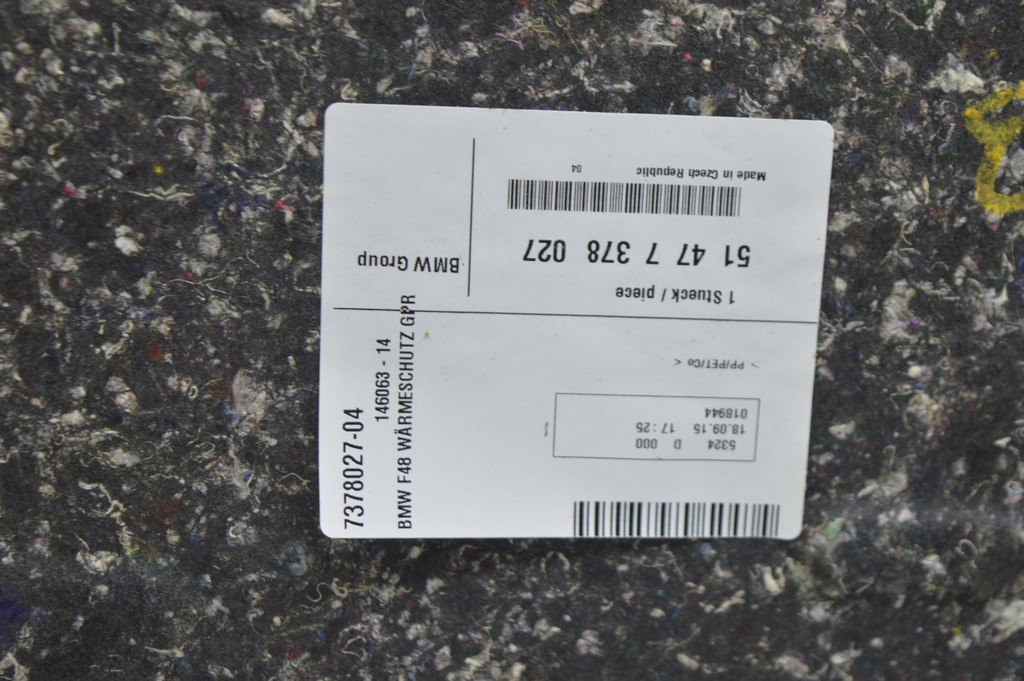 1 Stueck / piece
51 47 7 378 027
Made in Czech Republic 04
BMW Group
> PP/PET/Co <
5324 D 000
18.09.15 17:25
018944
7378027-04
146063 - 14
BMW F48 WÄRMESCHUTZ GPR